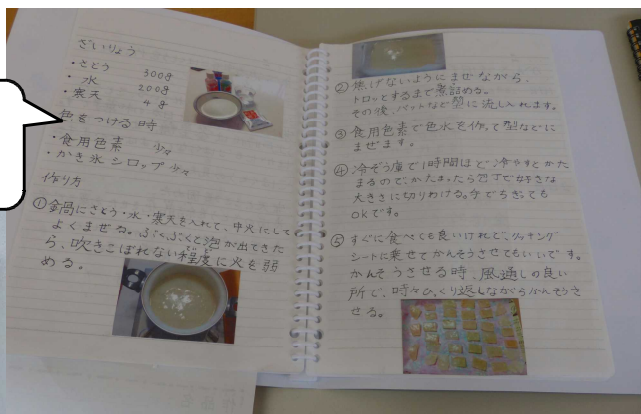 ざいりょう
・さとう 300g
・水 200g
・寒天 4g
色をつける時
・食用色素 少々
・かき氷シロップ 少々
作り方
①鍋にさとう・水・寒天を入れて、中火にして
よくまぜる。ぶくぶくと泡が出てきた
ら、吹きこぼれない程度に火を弱
める。
②焦げないようにまぜながら、
トロッとするまで煮詰める。
その後、バットなど型に流し入れます。
③食用色素で色水を作って型などに
まぜます。
④冷ぞう庫で1時間ほど冷やすとかた
まるので、かたまったら包丁で好きな
大きさに切りわける。手でちぎっても
OKです。
⑤すぐに食べても良いけれど、クッキング
シートに乗せてかんそうさせてもいいです。
かんそうさせる時、風通しの良い
所で、時々ひっくり返しながらかんそうさ
せる。